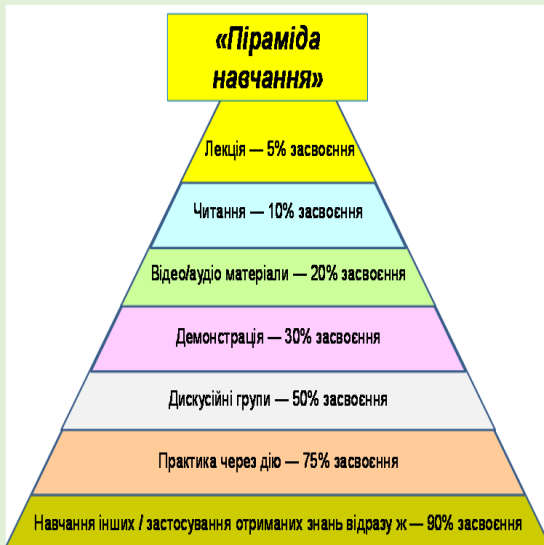 «Піраміда
навчання»
Лекція — 5% засвоєння
Читання — 10% засвоєння
Відео/аудіо матеріали — 20% засвоєння
Демонстрація — 30% засвоєння
Дискусійні групи — 50% засвоєння
Практика через дію — 75% засвоєння
Навчання інших / застосування отриманих знань відразу ж — 90% засвоєння